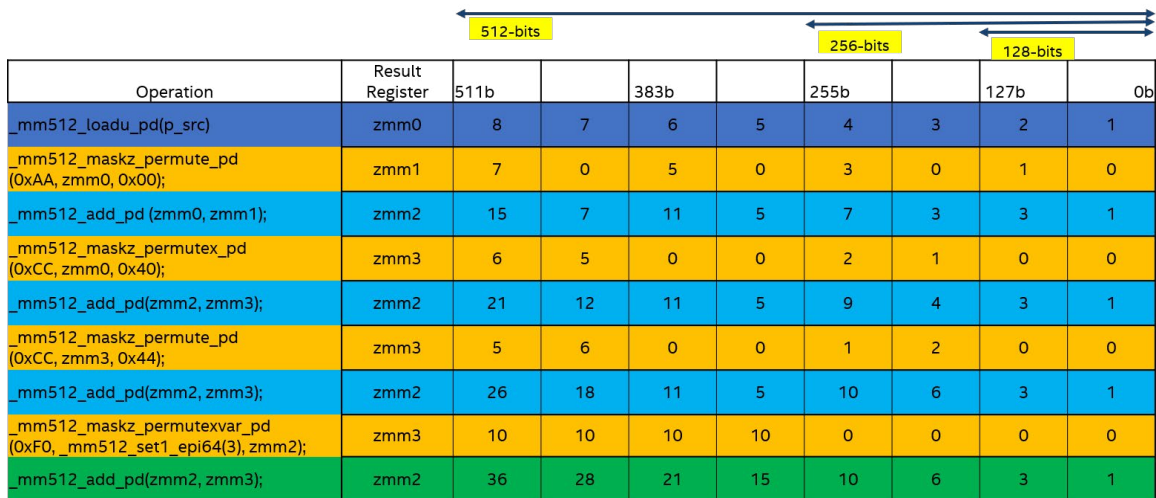 512-bits
256-bits
128-bits
Operation Result Register 511b 383b 255b 127b 0b
_mm512_loadu_pd(p_src) zmm0 8 7 6 5 4 3 2 1
_mm512_maskz_permute_pd
(0xAA, zmm0, 0x00); zmm1 7 0 5 0 3 0 1 0
_mm512_add_pd (zmm0, zmm1); zmm2 15 7 11 5 7 3 3 1
_mm512_maskz_permutex_pd
(0xCC, zmm0, 0x40); zmm3 6 5 0 0 2 1 0 0
_mm512_add_pd(zmm2, zmm3); zmm2 21 12 11 5 9 4 3 1
_mm512_maskz_permute_pd
(0xCC, zmm3, 0x44); zmm3 5 6 0 0 1 2 0 0
_mm512_add_pd(zmm2, zmm3); zmm2 26 18 11 5 10 6 3 1
_mm512_maskz_permutexvar_pd
(0xF0, _mm512_set1_epi64(3), zmm2); zmm3 10 10 10 10 0 0 0 0
_mm512_add_pd(zmm2, zmm3); zmm2 36 28 21 15 10 6 3 1